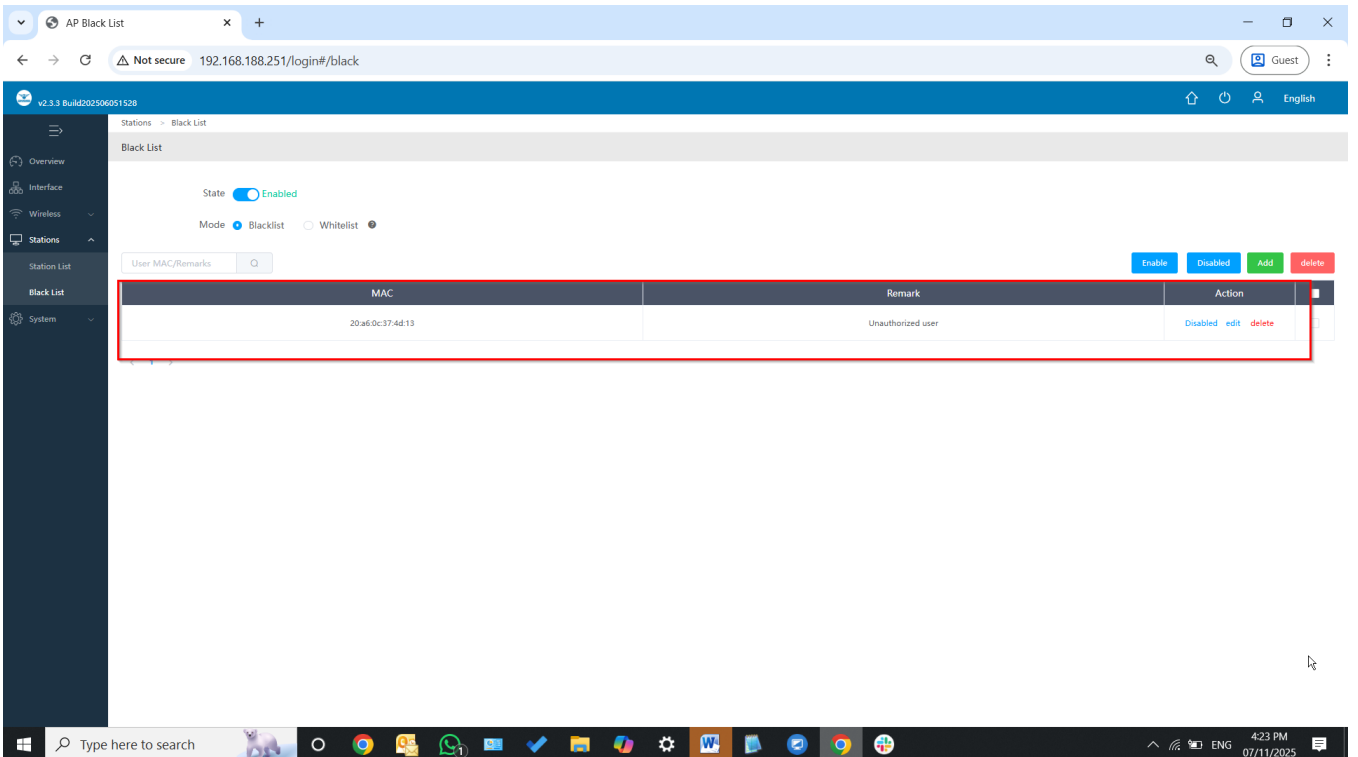 AP Black List
Not secure 192.168.188.251/login#/black
Guest
v2.3.3 Build202506051528
English
Stations > Black List
Black List
Overview
Interface
Wireless
Stations
Station List
Black List
System
State Enabled
Mode Blacklist Whitelist
User MAC/Remarks
Enable Disabled Add delete
MAC Remark Action
20:a6:0c:37:4d:13 Unauthorized user Disabled edit delete
< 1 >
Type here to search
1
ENG
4:23 PM
07/11/2025